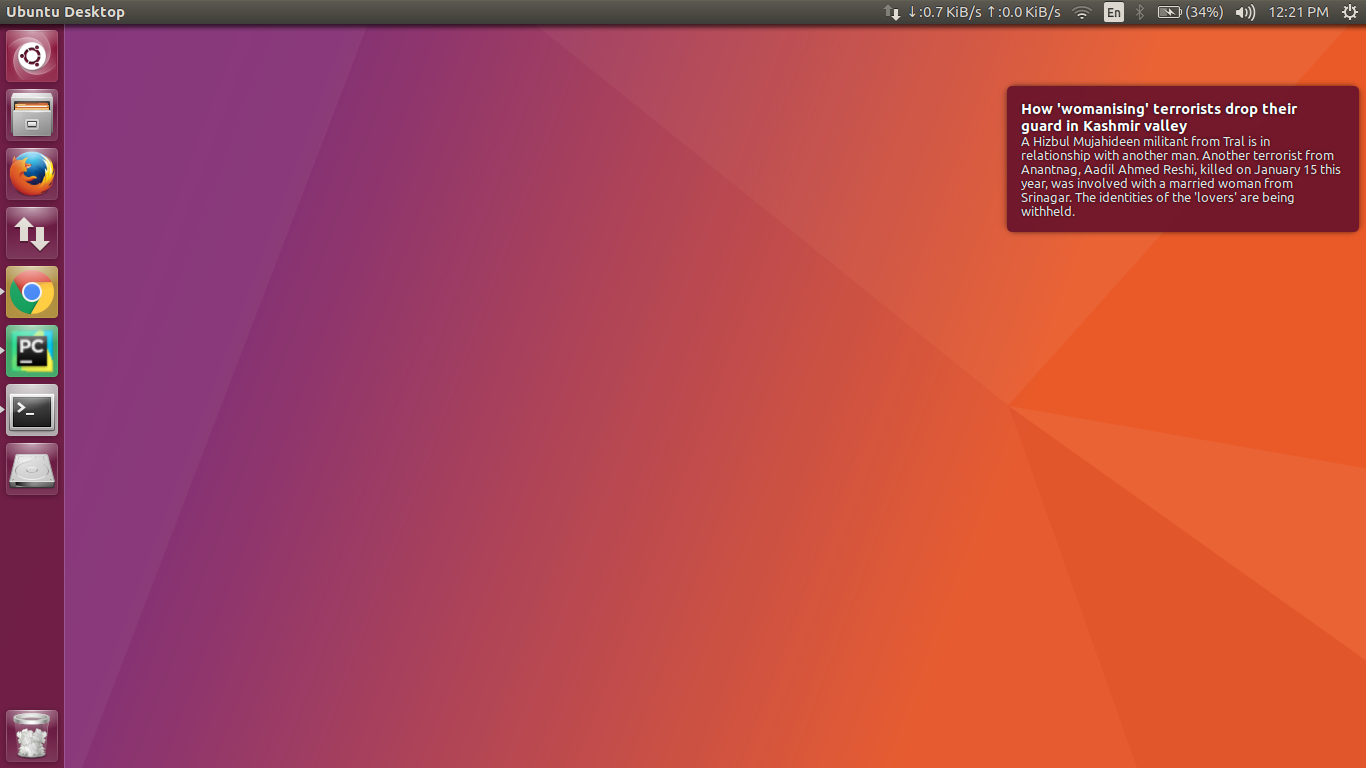 Ubuntu Desktop
↓:0.7 KiB/s ↑:0.0 KiB/s En (34%) 12:21 PM
How 'womanising' terrorists drop their
guard in Kashmir valley
A Hizbul Mujahideen militant from Tral is in
relationship with another man. Another terrorist from
Anantnag, Aadil Ahmed Reshi, killed on January 15 this
year, was involved with a married woman from
Srinagar. The identities of the 'lovers' are being
withheld.
PC
>_